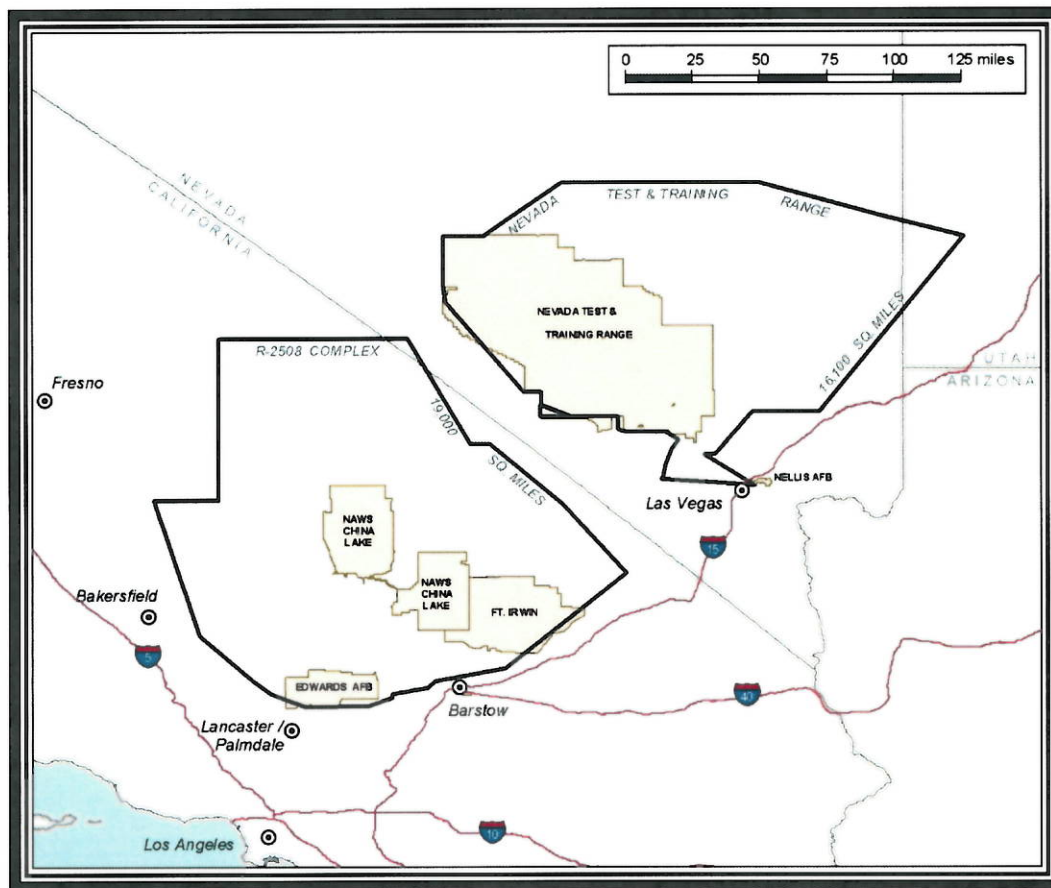 0 25 50 75 100 125 miles
NEVADA
CALIFORNIA
NEVADA TEST & TRAINING RANGE
16,100 SQ. MILES
NEVADA TEST &
TRAINING RANGE
R-2508 COMPLEX
19,000 SQ. MILES
UTAH
ARIZONA
Fresno
NELLIS AFB
Las Vegas
NAWS
CHINA
LAKE
15
NAWS
CHINA
LAKE
FT. IRWIN
Bakersfield
5
EDWARDS AFB
40
Barstow
Lancaster /
Palmdale
10
Los Angeles